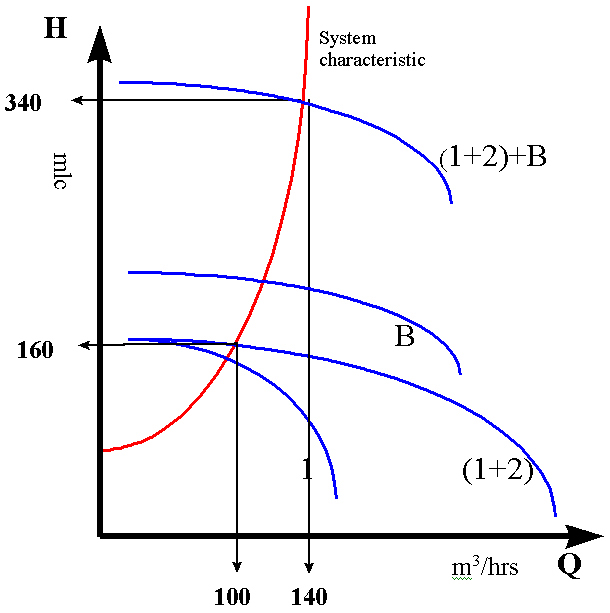 H
System
characteristic
340
mlc
(1+2)+B
B
160
1
(1+2)
m³/hrs
Q
100
140